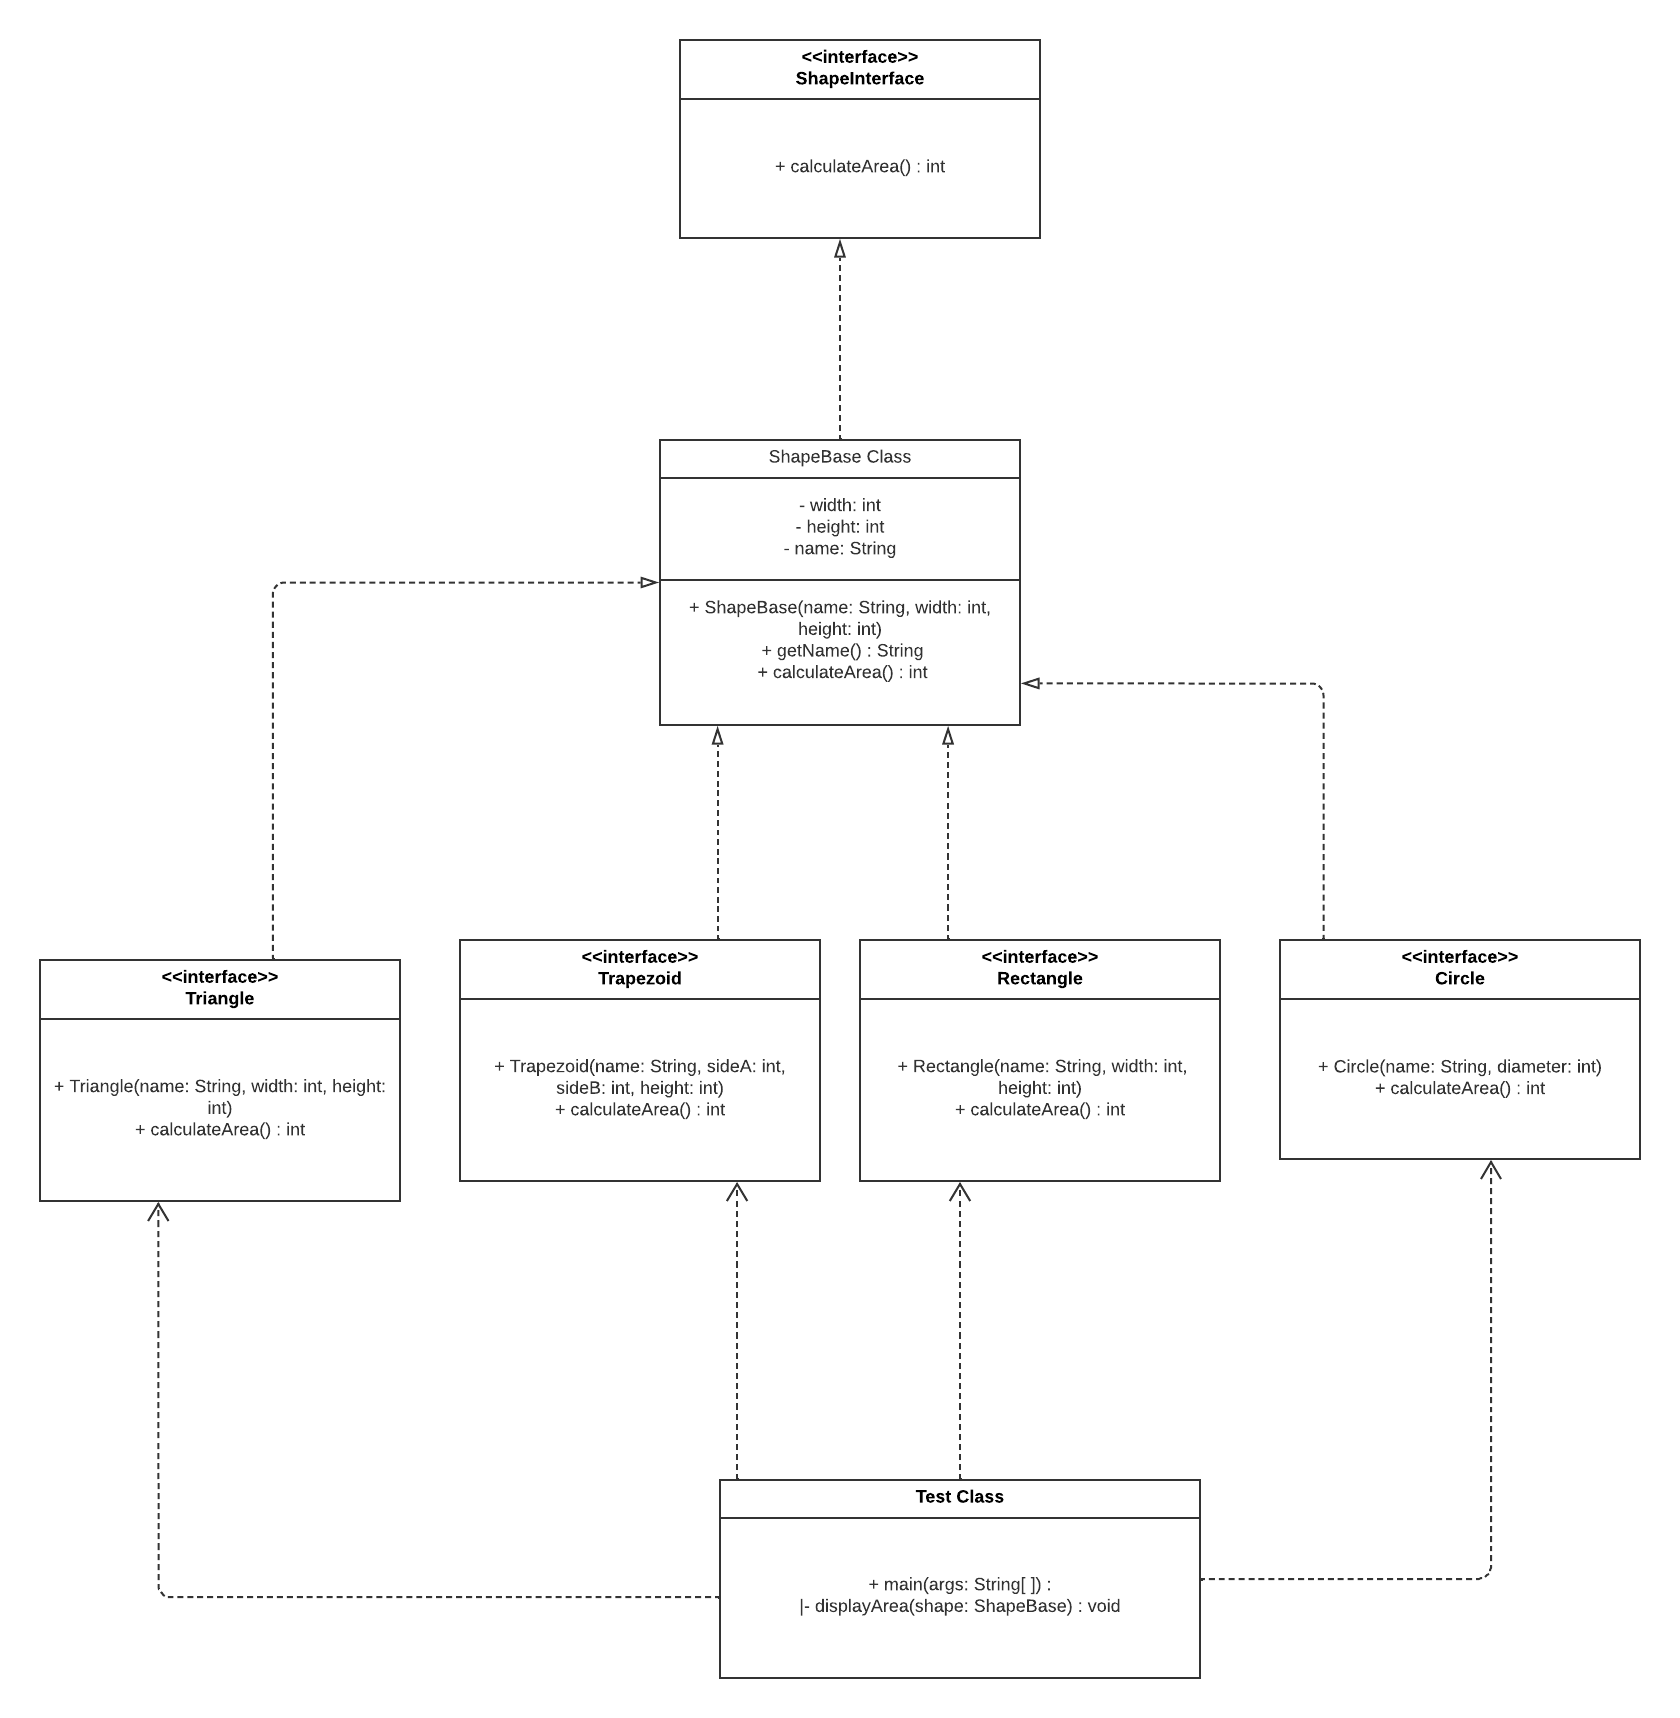 <<interface>>
ShapeInterface
+ calculateArea() : int
ShapeBase Class
- width: int
- height: int
- name: String
+ ShapeBase(name: String, width: int,
height: int)
+ getName() : String
+ calculateArea() : int
<<interface>>
Triangle
+ Triangle(name: String, width: int, height:
int)
+ calculateArea() : int
<<interface>>
Trapezoid
+ Trapezoid(name: String, sideA: int,
sideB: int, height: int)
+ calculateArea() : int
<<interface>>
Rectangle
+ Rectangle(name: String, width: int,
height: int)
+ calculateArea() : int
<<interface>>
Circle
+ Circle(name: String, diameter: int)
+ calculateArea() : int
Test Class
+ main(args: String[ ]) :
|- displayArea(shape: ShapeBase) : void